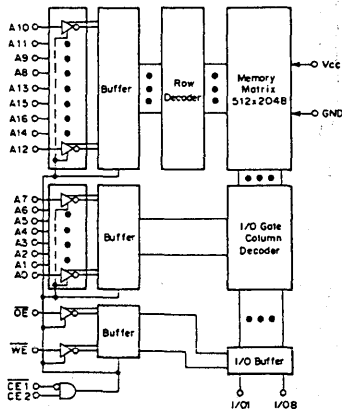 A10
A11
A9
A8
A13
A15
A16
A14
A12
Buffer
Row
Decoder
Memory
Matrix
512x2048
Vcc
GND
A7
A6
A5
A4
A3
A2
A1
A0
Buffer
I/O Gate
Column
Decoder
OE
WE
Buffer
I/O Buffer
CE1
CE2
I/O1
I/O8